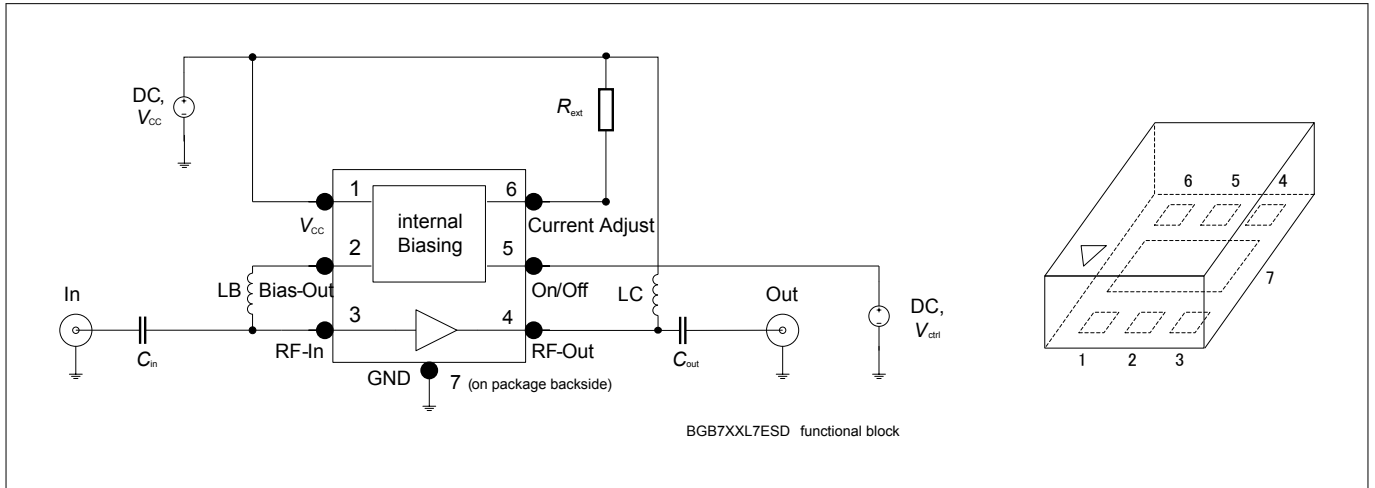 DC,
VCC
Rext
1
6
internal
Biasing
VCC
Current Adjust
2
5
In
LB
Bias-Out
On/Off
LC
Out
3
4
DC,
Vctrl
Cin
RF-In
RF-Out
Cout
GND
7 (on package backside)
BGB7XXL7ESD functional block
6 5 4
7
1 2 3